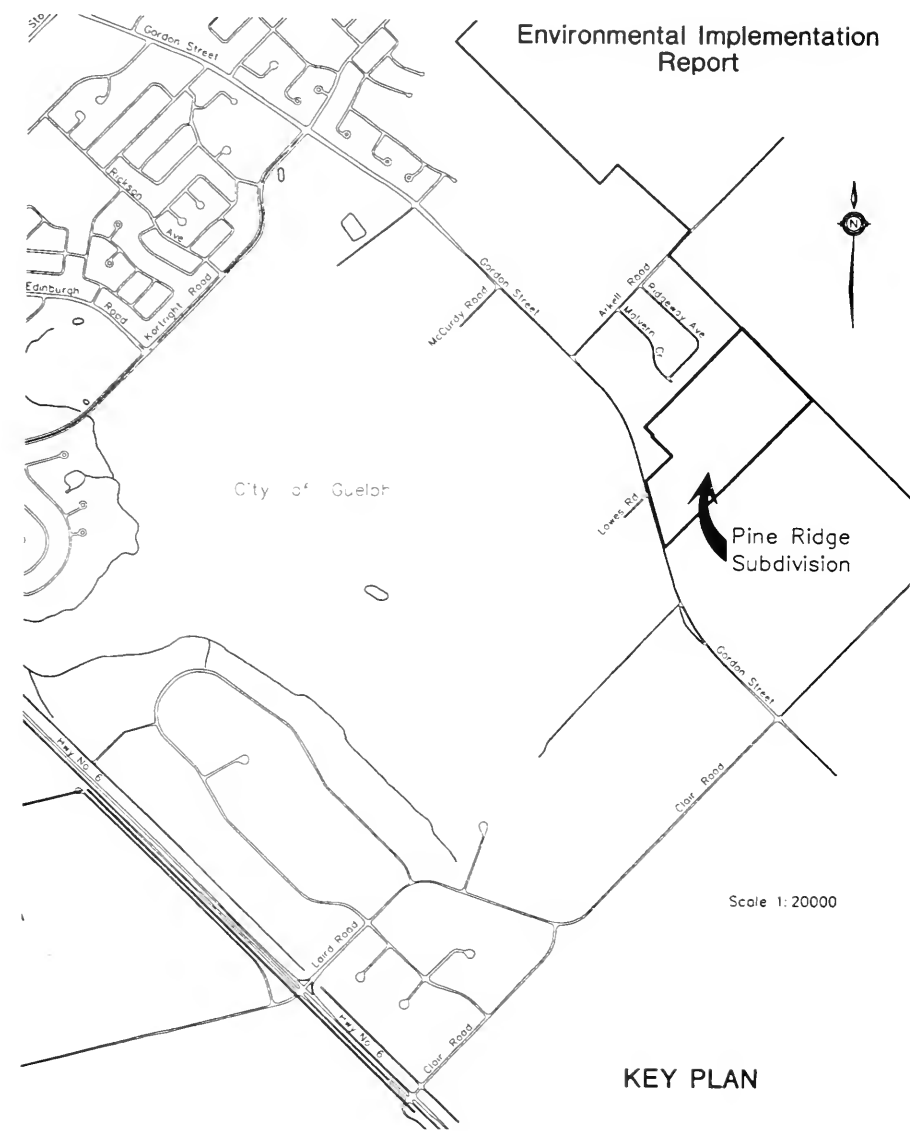 Environmental Implementation
Report
Gordon Street
Rickson
Ave
Edinburgh
Road
Kortright Road
McCurdy Road
Gordon Street
Arkell Road
Ridgeway Ave
Malvern Cr
N
City of Guelph
Lowes Rd
Pine Ridge
Subdivision
Gordon Street
Hwy No 6
Clair Road
Scale 1:20000
Laird Road
Hwy No 6
Clair Road
KEY PLAN